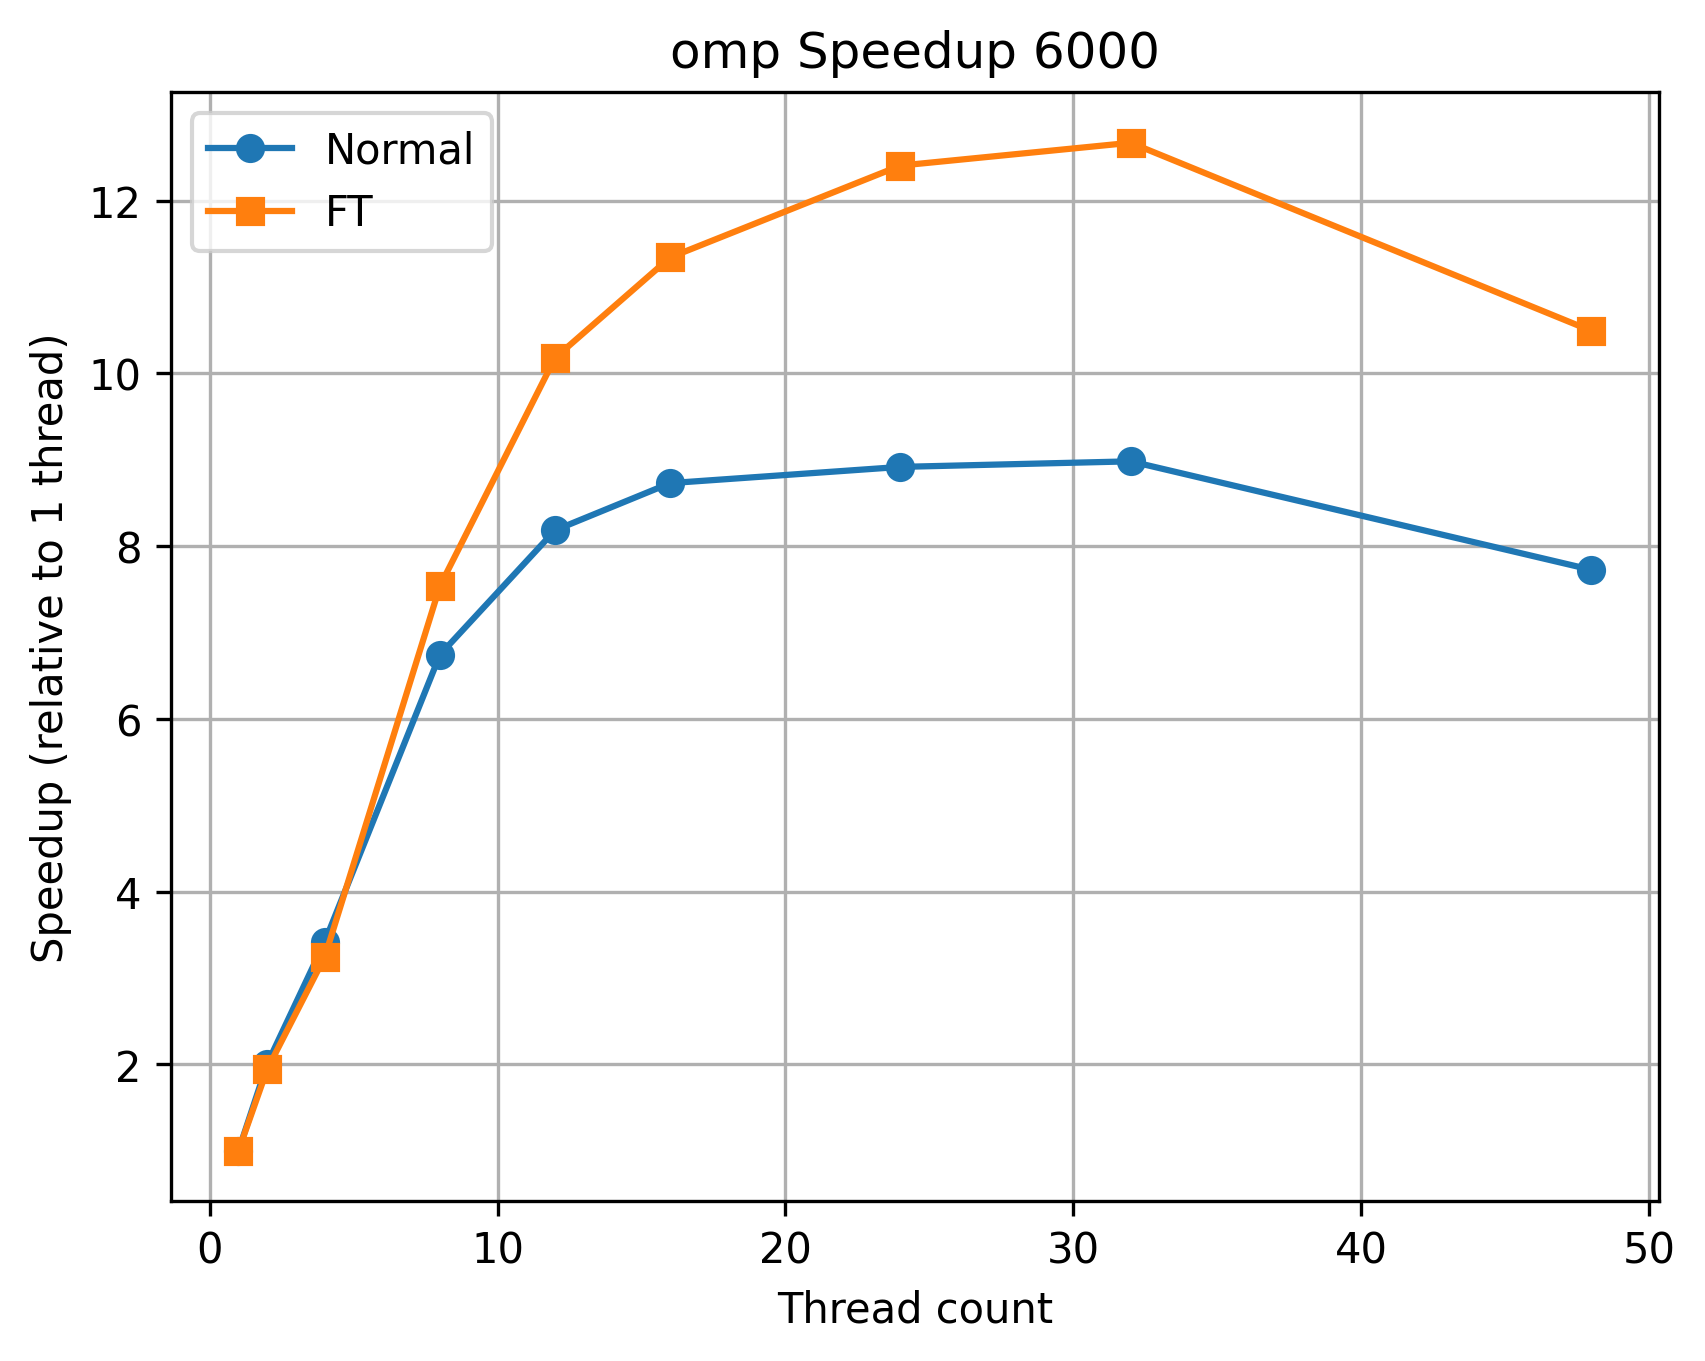 omp Speedup 6000
Normal
FT
Speedup (relative to 1 thread)
12
10
8
6
4
2
0 10 20 30 40 50
Thread count